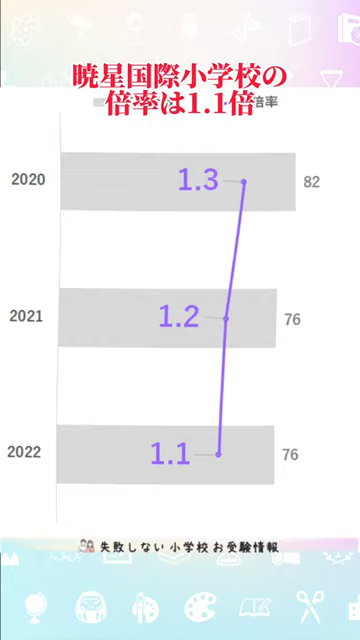 暁星国際小学校の
倍率は1.1倍
倍率
2020
1.3
82
2021
1.2
76
2022
1.1
76
失敗しない 小学校 お受験情報